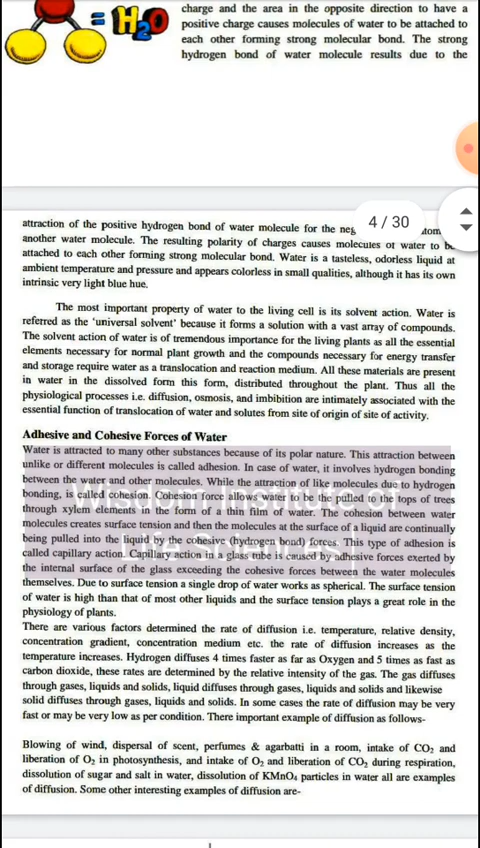 = H2O
charge and the area in the opposite direction to have a
positive charge causes molecules of water to be attached to
each other forming strong molecular bond. The strong
hydrogen bond of water molecule results due to the
attraction of the positive hydrogen bond of water molecule for the
4 / 30
another water molecule. The resulting polarity of charges causes molecules of water to be
attached to each other forming strong molecular bond. Water is a tasteless, odorless liquid at
ambient temperature and pressure and appears colorless in small qualities, although it has its own
intrinsic very light blue hue.
The most important property of water to the living cell is its solvent action. Water is
referred as the 'universal solvent' because it forms a solution with a vast array of compounds.
The solvent action of water is of tremendous importance for the living plants as all the essential
elements necessary for normal plant growth and the compounds necessary for energy transfer
and storage require water as a translocation and reaction medium. All these materials are present
in water in the dissolved form this form, distributed throughout the plant. Thus all the
physiological processes i.e. diffusion, osmosis, and imbibition are intimately associated with the
essential function of translocation of water and solutes from site of origin of site of activity.
Adhesive and Cohesive Forces of Water
Water is attracted to many other substances because of its polar nature. This attraction between
unlike or different molecules is called adhesion. In case of water, it involves hydrogen bonding
between the water and other molecules. While the attraction of like molecules due to hydrogen
bonding, is called cohesion. Cohsion force allows water to be the pulled to the tops of trees
through xylem elements in the form of a thin film of water. The cohesion between water
molecules creates surface tension and then the molecules at the surface of a liquid are continually
being pulled into the liquid by the cohesive (hydrogen bond) forces. This type of adhesion is
called capillary action. Capillary action in a glass tube is caused by adhesive forces exerted by
the internal surface of the glass exceeding the cohesive forces between the water molecules
themselves. Due to surface tension a single drop of water works as spherical. The surface tension
of water is high than that of most other liquids and the surface tension plays a great role in the
physiology of plants.
There are various factors determined the rate of diffusion i.e. temperature, relative density,
concentration gradient, concentration medium etc. the rate of diffusion increases as the
temperature increases. Hydrogen diffuses 4 times faster as far as Oxygen and 5 times as fast as
carbon dioxide, these rates are determined by the relative intensity of the gas. The gas diffuses
through gases, liquids and solids, liquid diffuses through gases, liquids and solids and likewise
solid diffuses through gases, liquids and solids. In some cases the rate of diffusion may be very
fast or may be very low as per condition. There important example of diffusion as follows-
Blowing of wind, dispersal of scent, perfumes & agarbatti in a room, intake of CO₂ and
liberation of O₂ in photosynthesis, and intake of O₂ and liberation of CO₂ during respiration,
dissolution of sugar and salt in water, dissolution of KMnO₄ particles in water all are examples
of diffusion. Some other interesting examples of diffusion are-